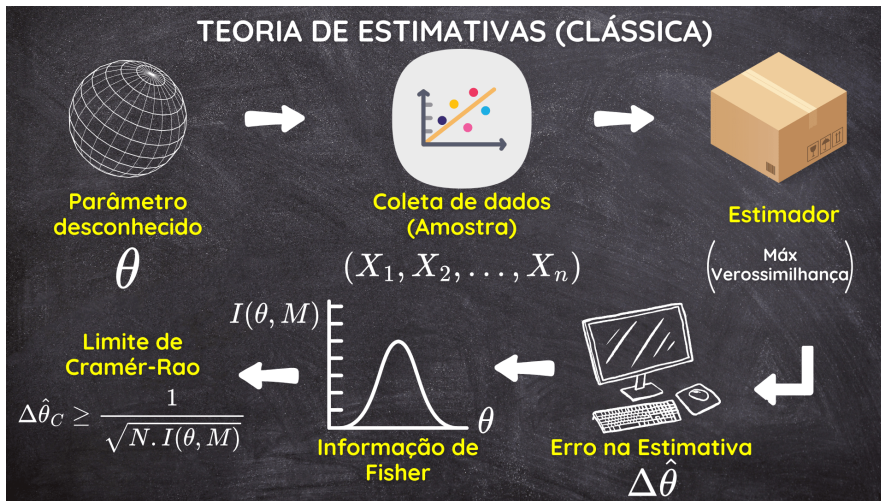 TEORIA DE ESTIMATIVAS (CLÁSSICA)
Parâmetro
desconhecido
θ
Coleta de dados
(Amostra)
(X₁, X₂, . . . , Xₙ)
Estimador
(Máx
Verossimilhança)
Erro na Estimativa
Δθ̂
I(θ, M)
θ
Informação de
Fisher
Limite de
Cramér-Rao
Δθ̂_C ≥ 1 / √(N. I(θ, M))